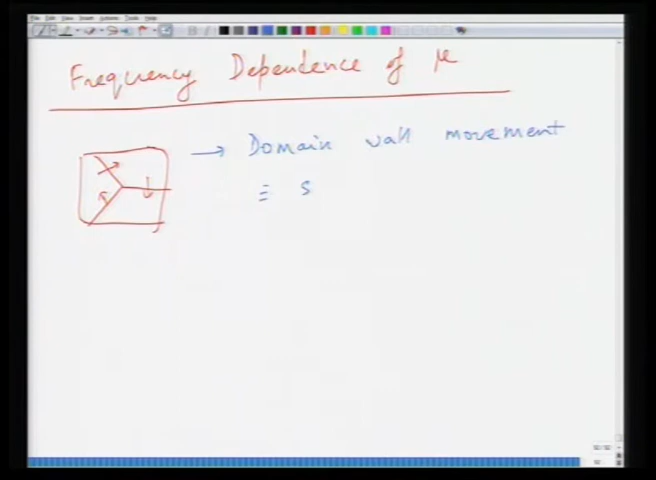 Frequency Dependence of μ
→ Domain wall movement
≡ s